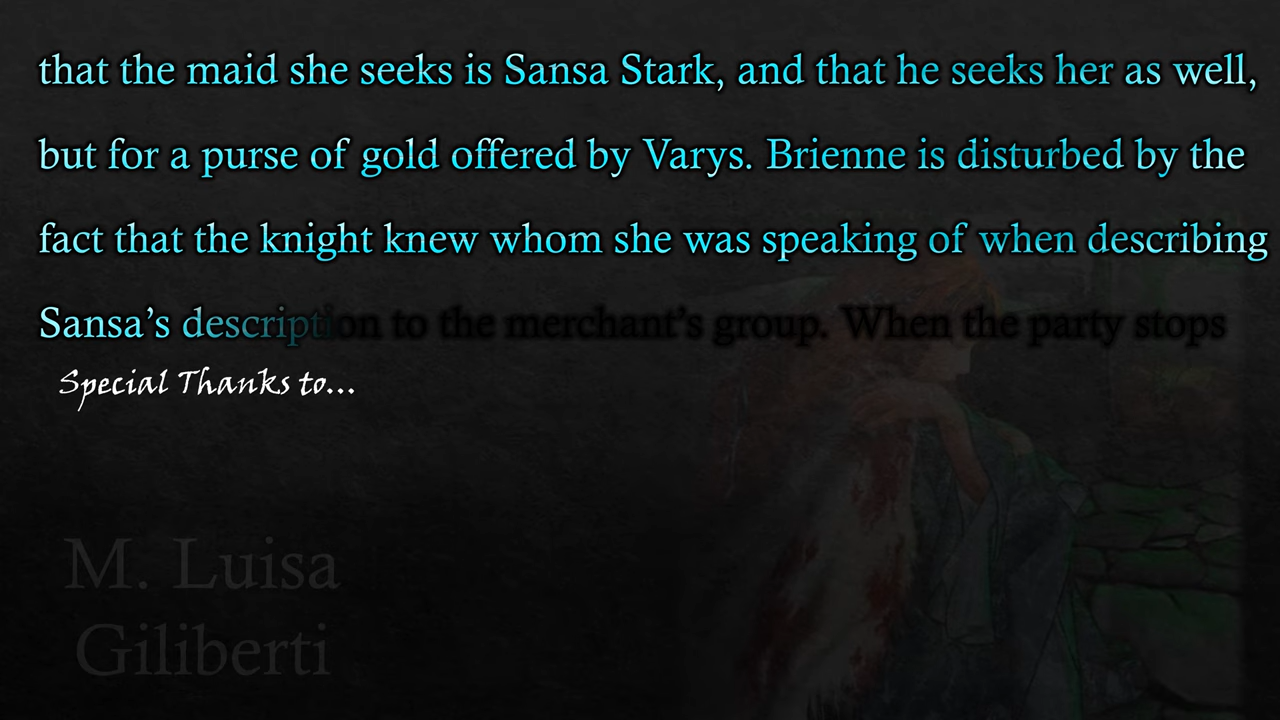 that the maid she seeks is Sansa Stark, and that he seeks her as well,
but for a purse of gold offered by Varys. Brienne is disturbed by the
fact that the knight knew whom she was speaking of when describing
Sansa’s description to the merchant’s group. When the party stops
Special Thanks to...
M. Luisa
Giliberti